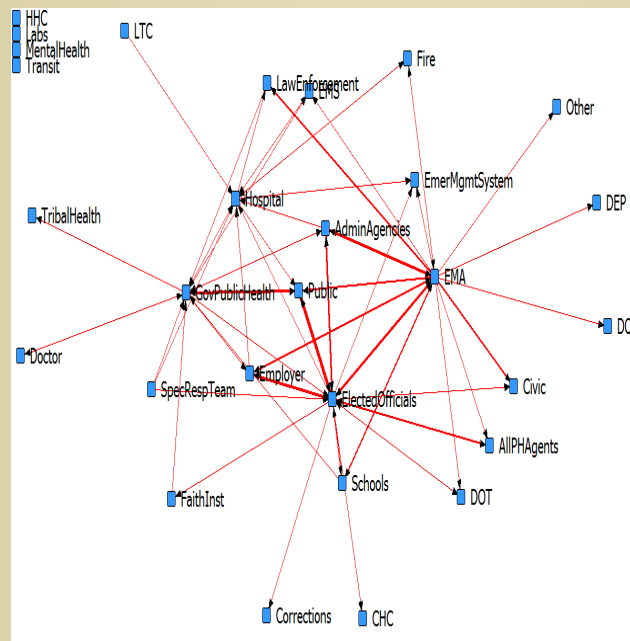 HHC
Labs
MentalHealth
Transit
LTC
Fire
LawEnforcement
EMS
Other
EmerMgmtSystem
Hospital
DEP
TribalHealth
AdminAgencies
EMA
GovPublicHealth
Public
Doctor
Employer
SpecRespTeam
Civic
ElectedOfficials
AllPHAgents
Schools
FaithInst
DOT
Corrections
CHC